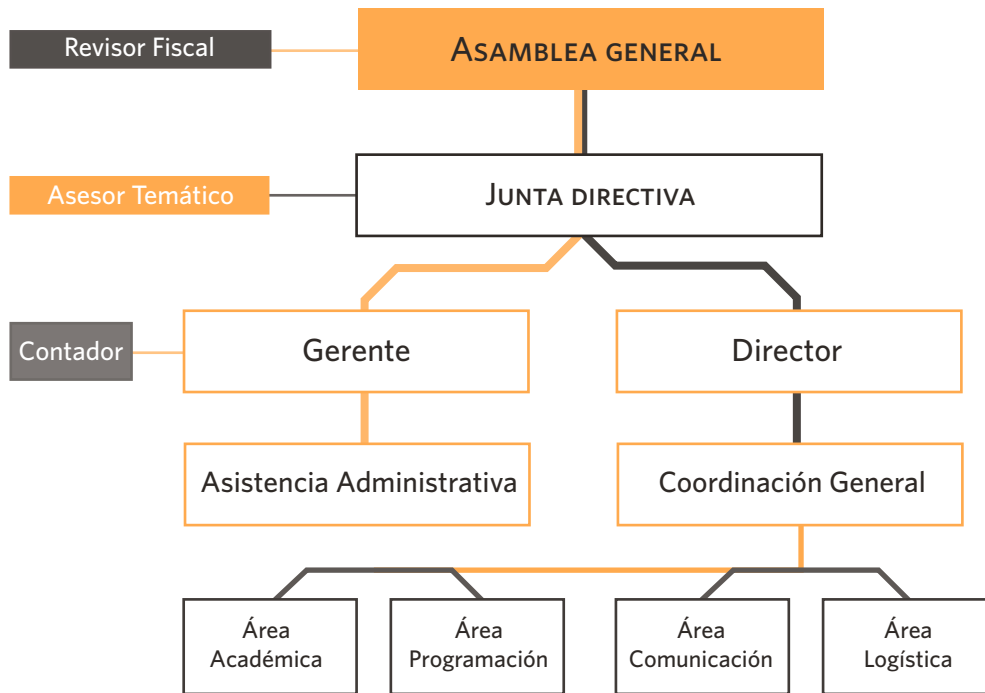 Revisor Fiscal
ASAMBLEA GENERAL
Asesor Temático
JUNTA DIRECTIVA
Contador
Gerente
Director
Asistencia Administrativa
Coordinación General
Área
Académica
Área
Programación
Área
Comunicación
Área
Logística